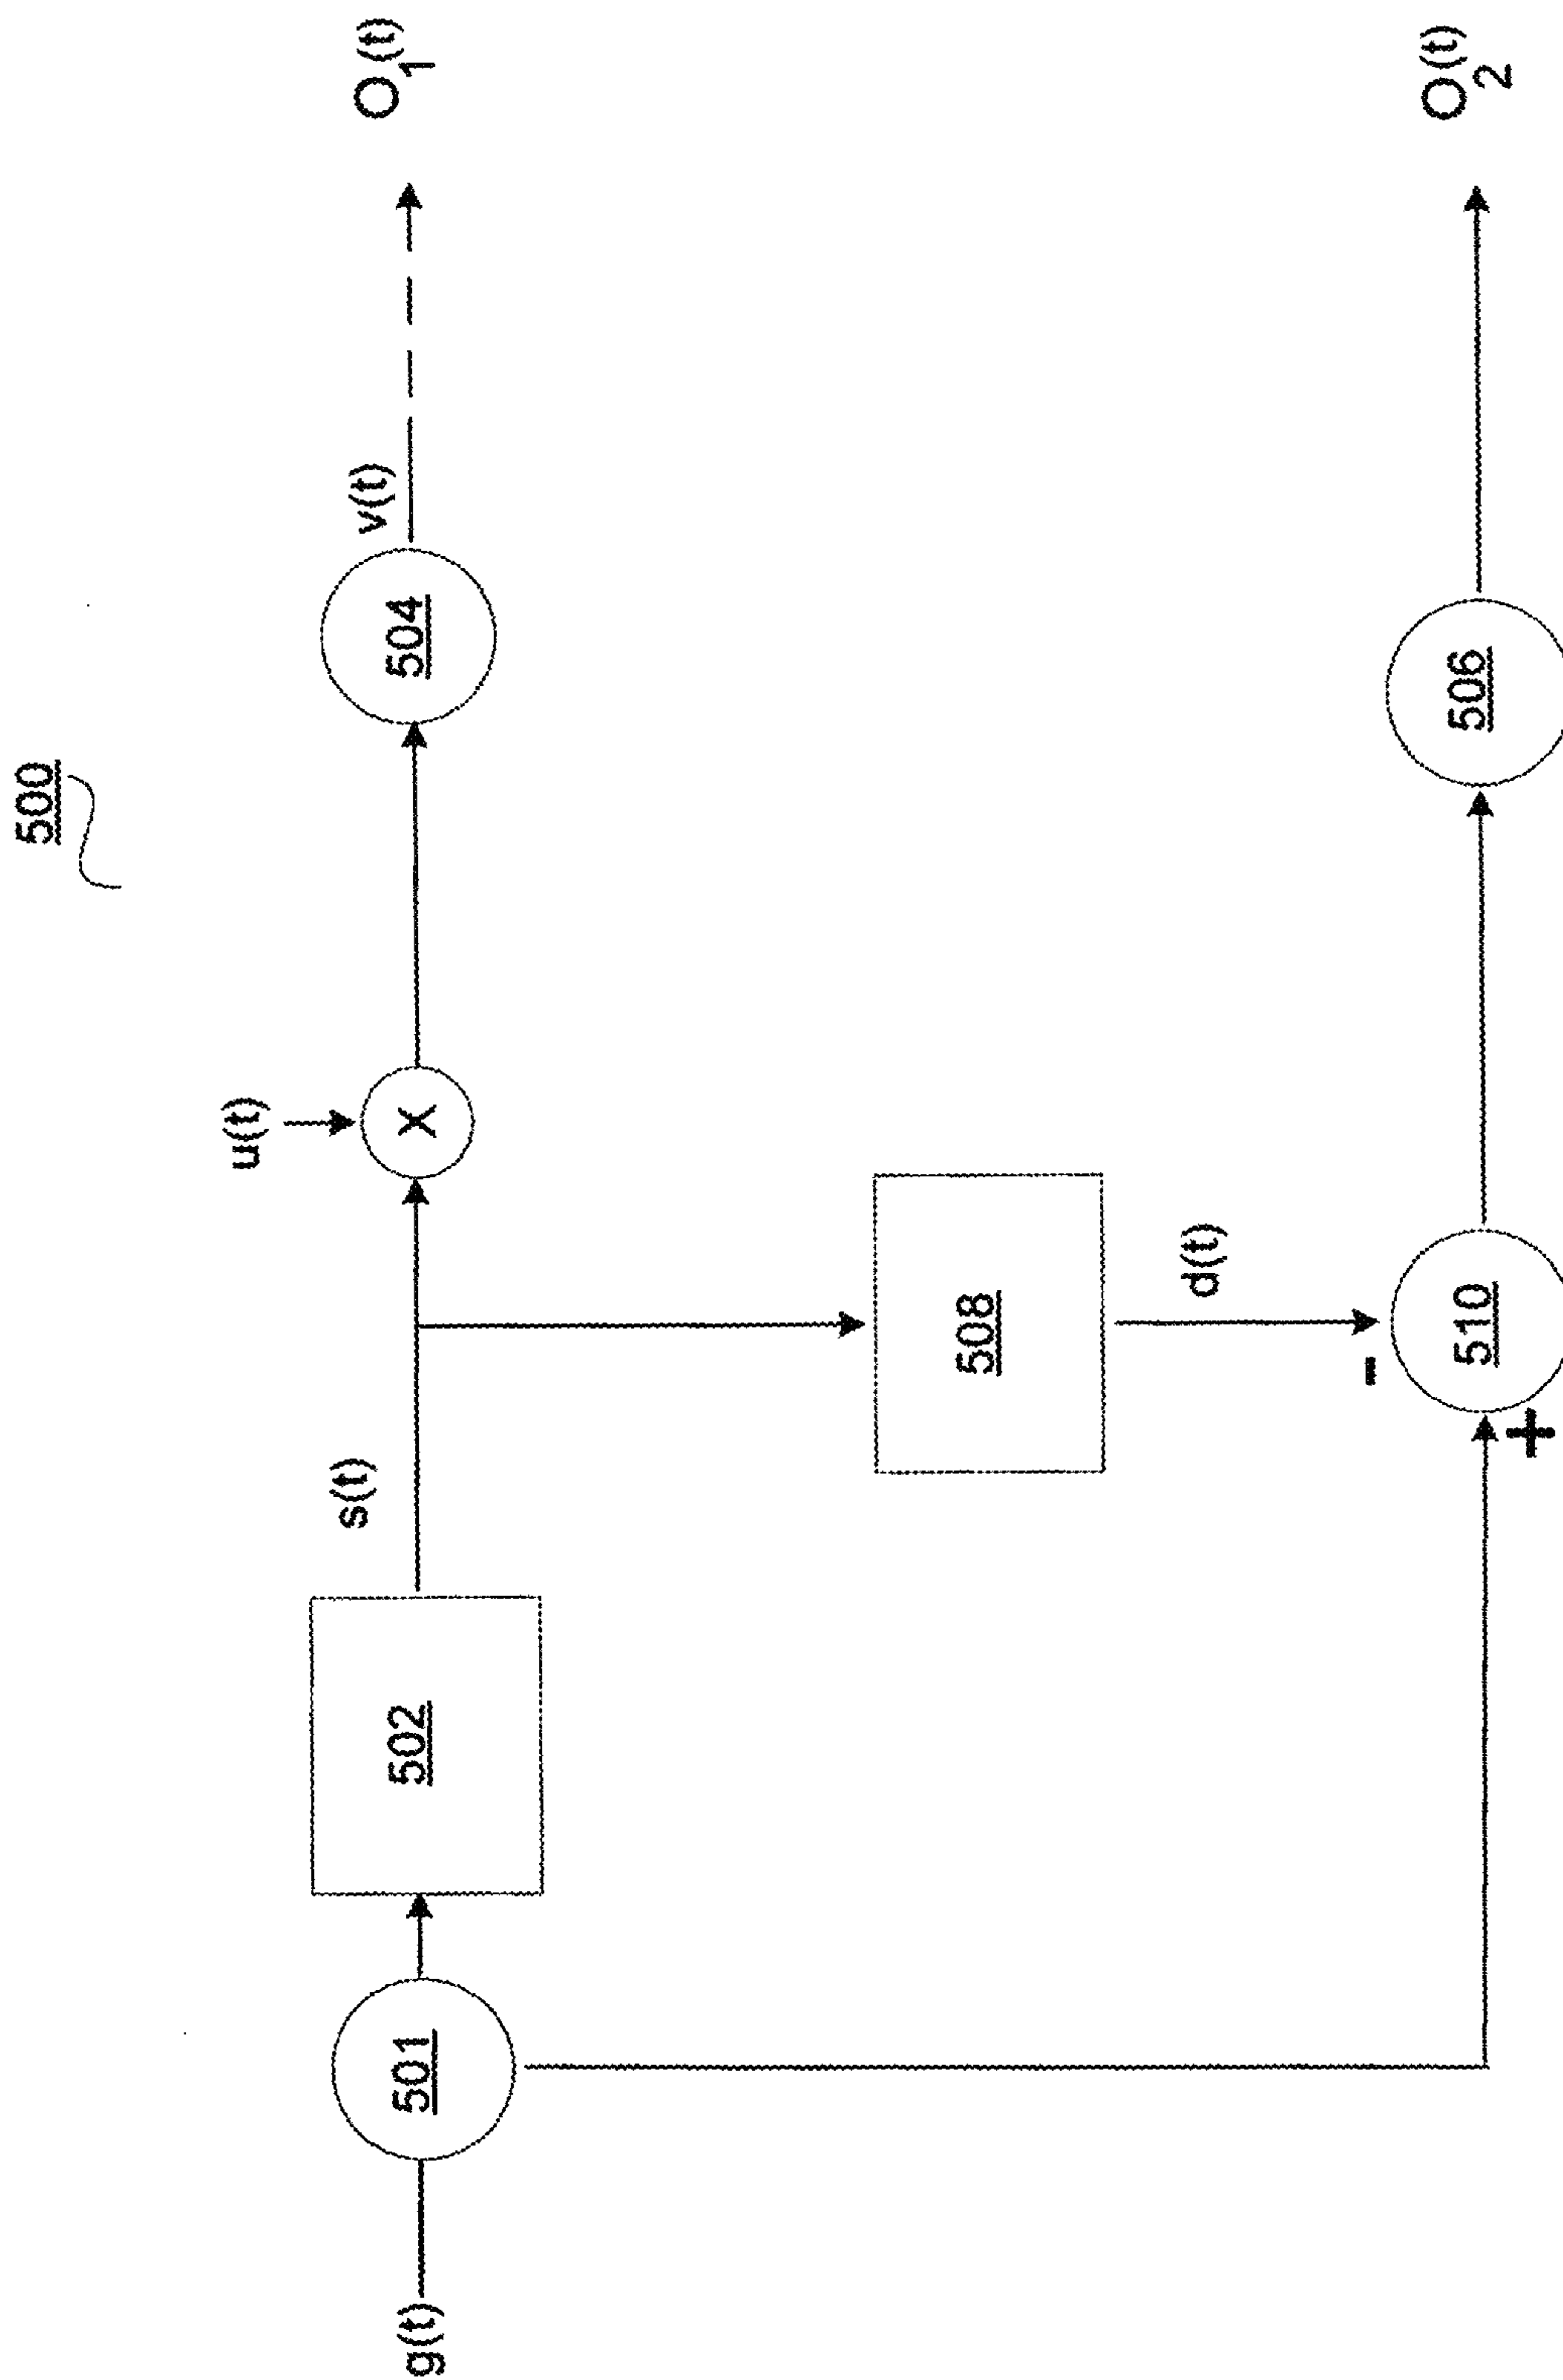 500
u(t)
s(t)
v(t)
O1(t)
g(t)
501
502
X
504
508
d(t)
-
+
510
506
O2(t)